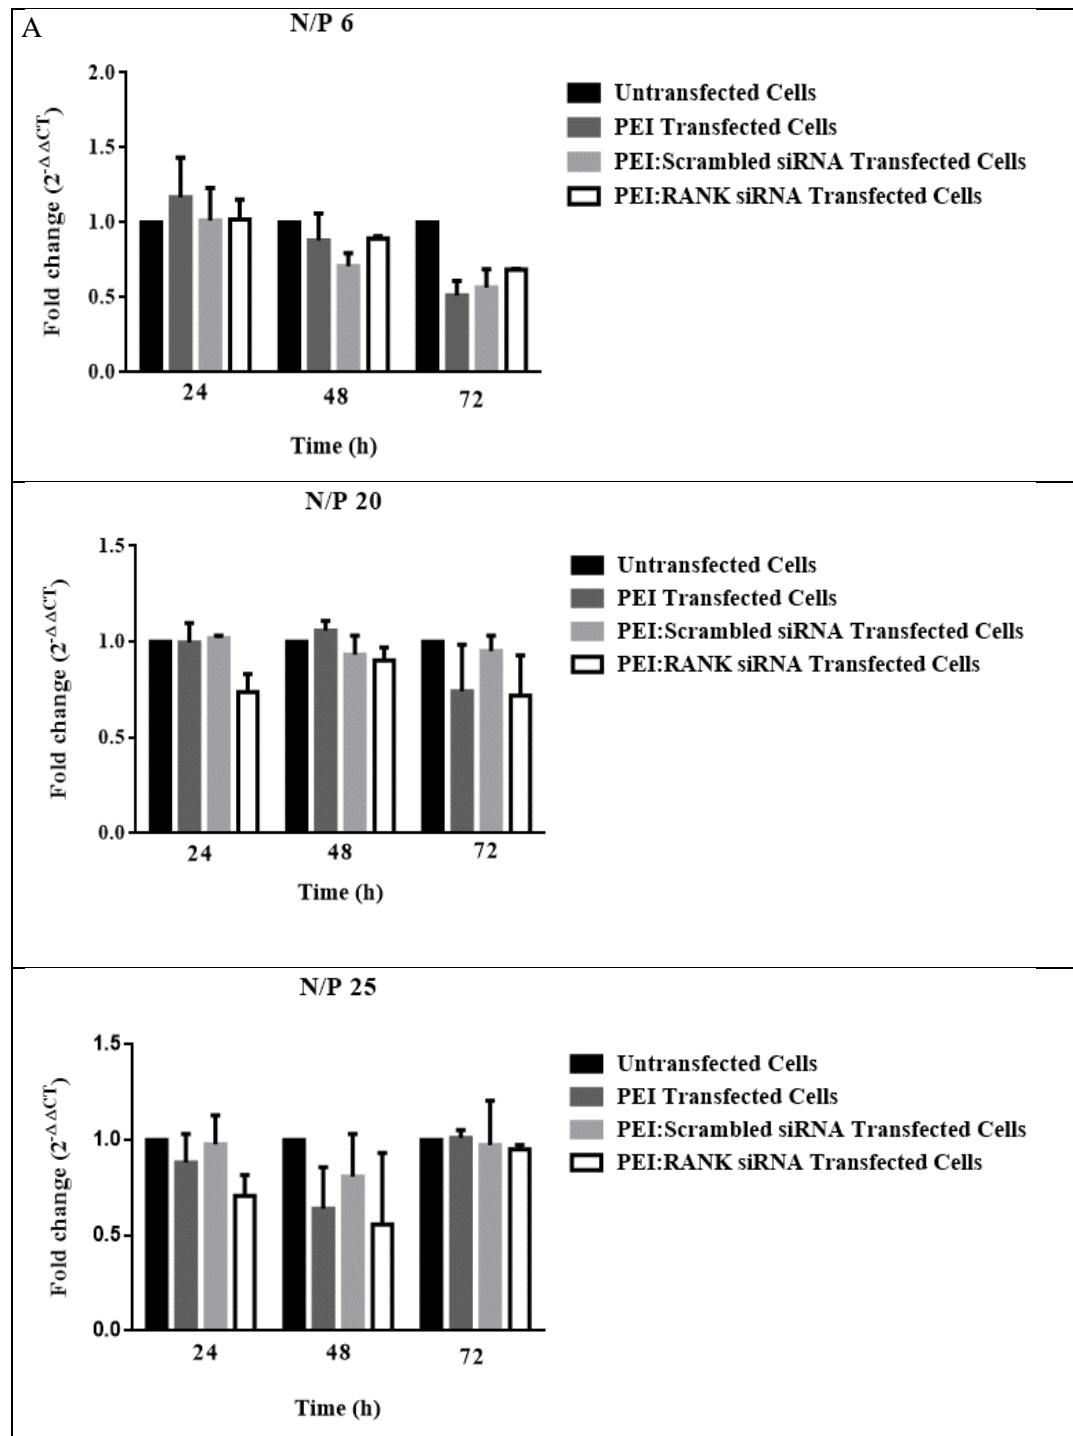 A
N/P 6
2.0
1.5
1.0
0.5
0.0
Fold change (2-ΔΔCT)
24 48 72
Time (h)
Untransfected Cells
PEI Transfected Cells
PEI:Scrambled siRNA Transfected Cells
PEI:RANK siRNA Transfected Cells
N/P 20
1.5
1.0
0.5
0.0
Fold change (2-ΔΔCT)
24 48 72
Time (h)
Untransfected Cells
PEI Transfected Cells
PEI:Scrambled siRNA Transfected Cells
PEI:RANK siRNA Transfected Cells
N/P 25
1.5
1.0
0.5
0.0
Fold change (2-ΔΔCT)
24 48 72
Time (h)
Untransfected Cells
PEI Transfected Cells
PEI:Scrambled siRNA Transfected Cells
PEI:RANK siRNA Transfected Cells